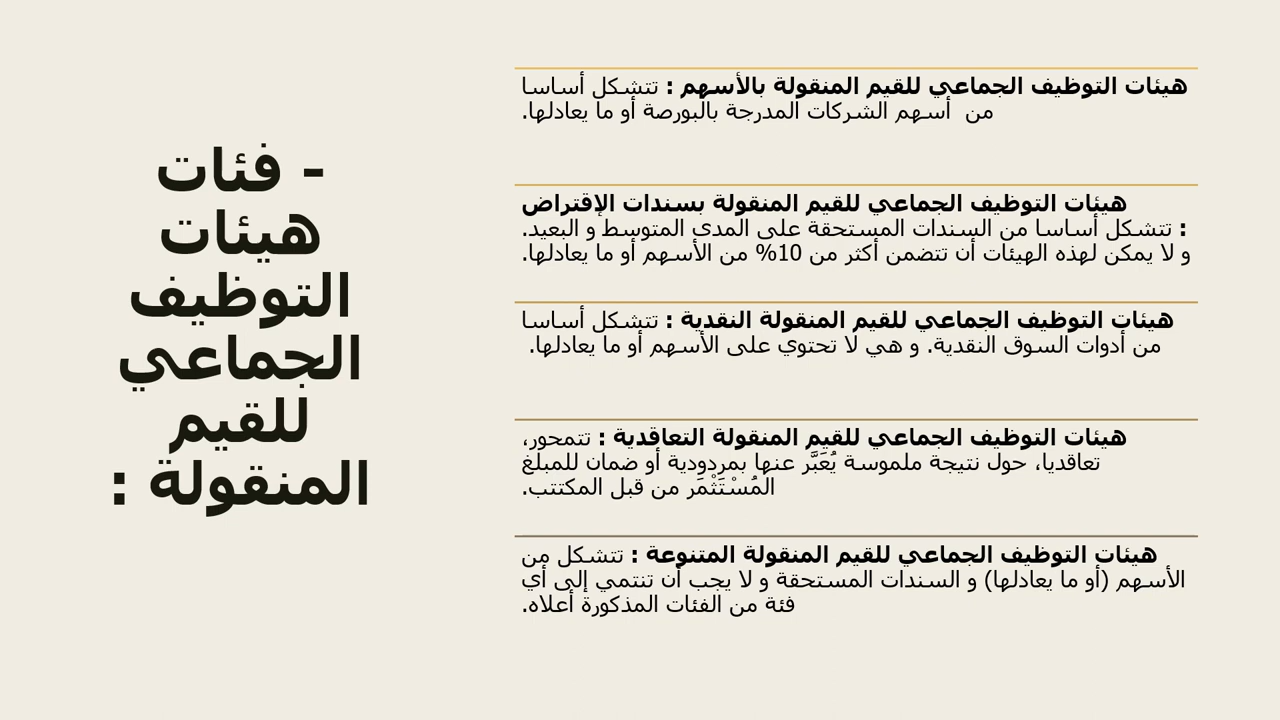 - فئات
هيئات
التوظيف
الجماعي
للقيم
المنقولة :
هيئات التوظيف الجماعي للقيم المنقولة بالأسهم : تتشكل أساسا
من أسهم الشركات المدرجة بالبورصة أو ما يعادلها.
هيئات التوظيف الجماعي للقيم المنقولة بسندات الإقتراض
: تتشكل أساسا من السندات المستحقة على المدى المتوسط و البعيد.
و لا يمكن لهذه الهيئات أن تتضمن أكثر من 10% من الأسهم أو ما يعادلها.
هيئات التوظيف الجماعي للقيم المنقولة النقدية : تتشكل أساسا
من أدوات السوق النقدية. و هي لا تحتوي على الأسهم أو ما يعادلها.
هيئات التوظيف الجماعي للقيم المنقولة التعاقدية : تتمحور،
تعاقديا، حول نتيجة ملموسة يُعَبَّر عنها بمردودية أو ضمان للمبلغ
المُسْتَثْمَر من قبل المكتتب.
هيئات التوظيف الجماعي للقيم المنقولة المتنوعة : تتشكل من
الأسهم (أو ما يعادلها) و السندات المستحقة و لا يجب أن تنتمي إلى أي
فئة من الفئات المذكورة أعلاه.